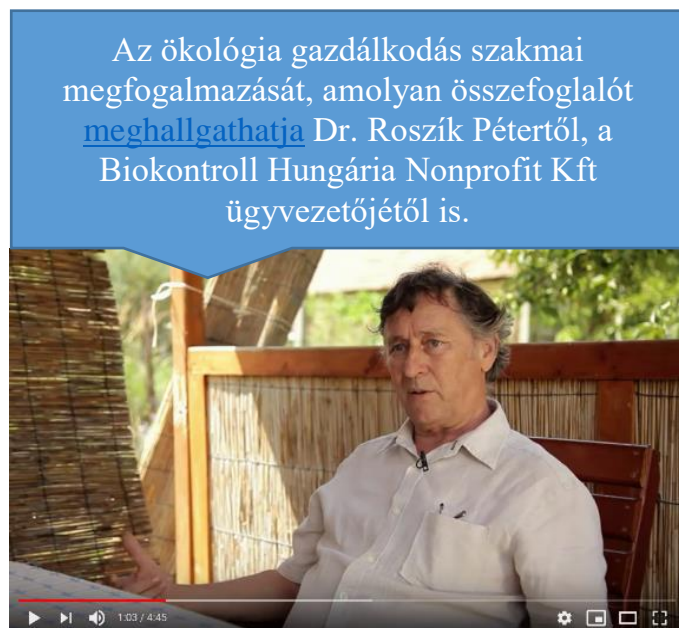 Az ökológia gazdálkodás szakmai
megfogalmazását, amolyan összefoglalót
meghallgathatja Dr. Roszík Pétertől, a
Biokontroll Hungária Nonprofit Kft
ügyvezetőjétől is.
1:03 / 4:45